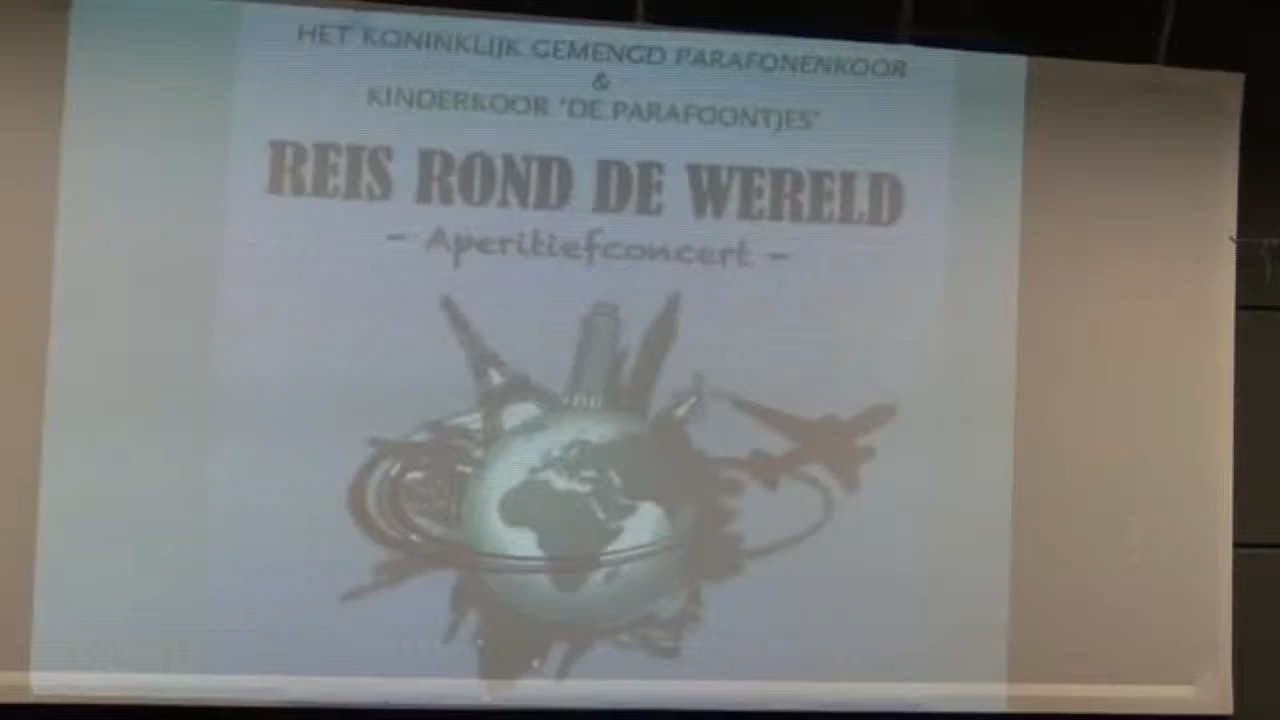 HET KONINKLIJK GEMENGD PARAFONENKOOR
&
KINDERKOOR 'DE PARAFOONTJES'
REIS ROND DE WERELD
- Aperitiefconcert -